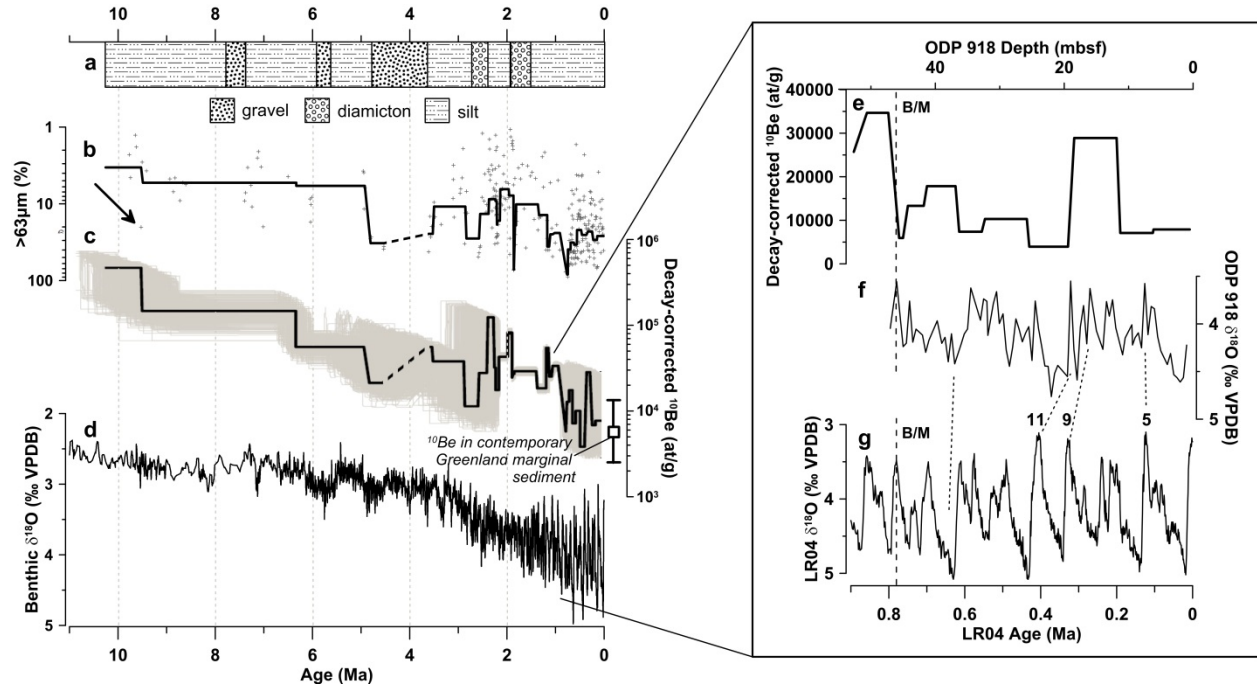 10 8 6 4 2 0
a
gravel diamicton silt
b
1
10
100
>63μm (%)
c
10⁶
10⁵
10⁴
10³
Decay-corrected ¹⁰Be (at/g)
¹⁰Be in contemporary
Greenland marginal
sediment
d
2
3
4
5
Benthic δ¹⁸O (‰ VPDB)
10 8 6 4 2 0
Age (Ma)
ODP 918 Depth (mbsf)
40 20 0
e
B/M
40000
30000
20000
10000
0
Decay-corrected ¹⁰Be (at/g)
f
4
5
ODP 918 δ¹⁸O (‰ VPDB)
11 9 5
g
B/M
3
4
5
LR04 δ¹⁸O (‰ VPDB)
0.8 0.6 0.4 0.2 0
LR04 Age (Ma)